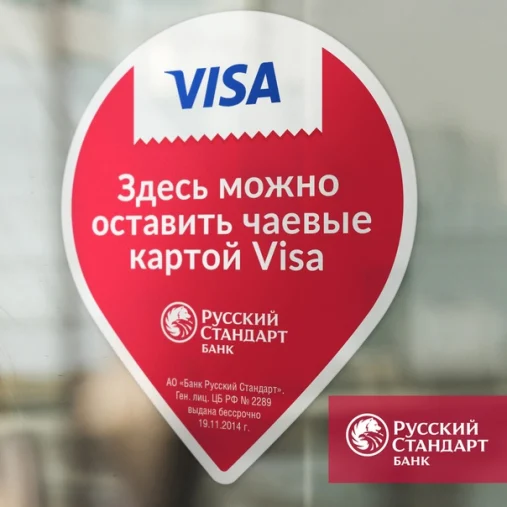 VISA
Здесь можно
оставить чаевые
картой Visa
РУССКИЙ
СТАНДАРТ
БАНК
АО «Банк Русский Стандарт».
Ген. лиц. ЦБ РФ № 2289
выдана бессрочно
19.11.2014 г.
РУССКИЙ
СТАНДАРТ
БАНК